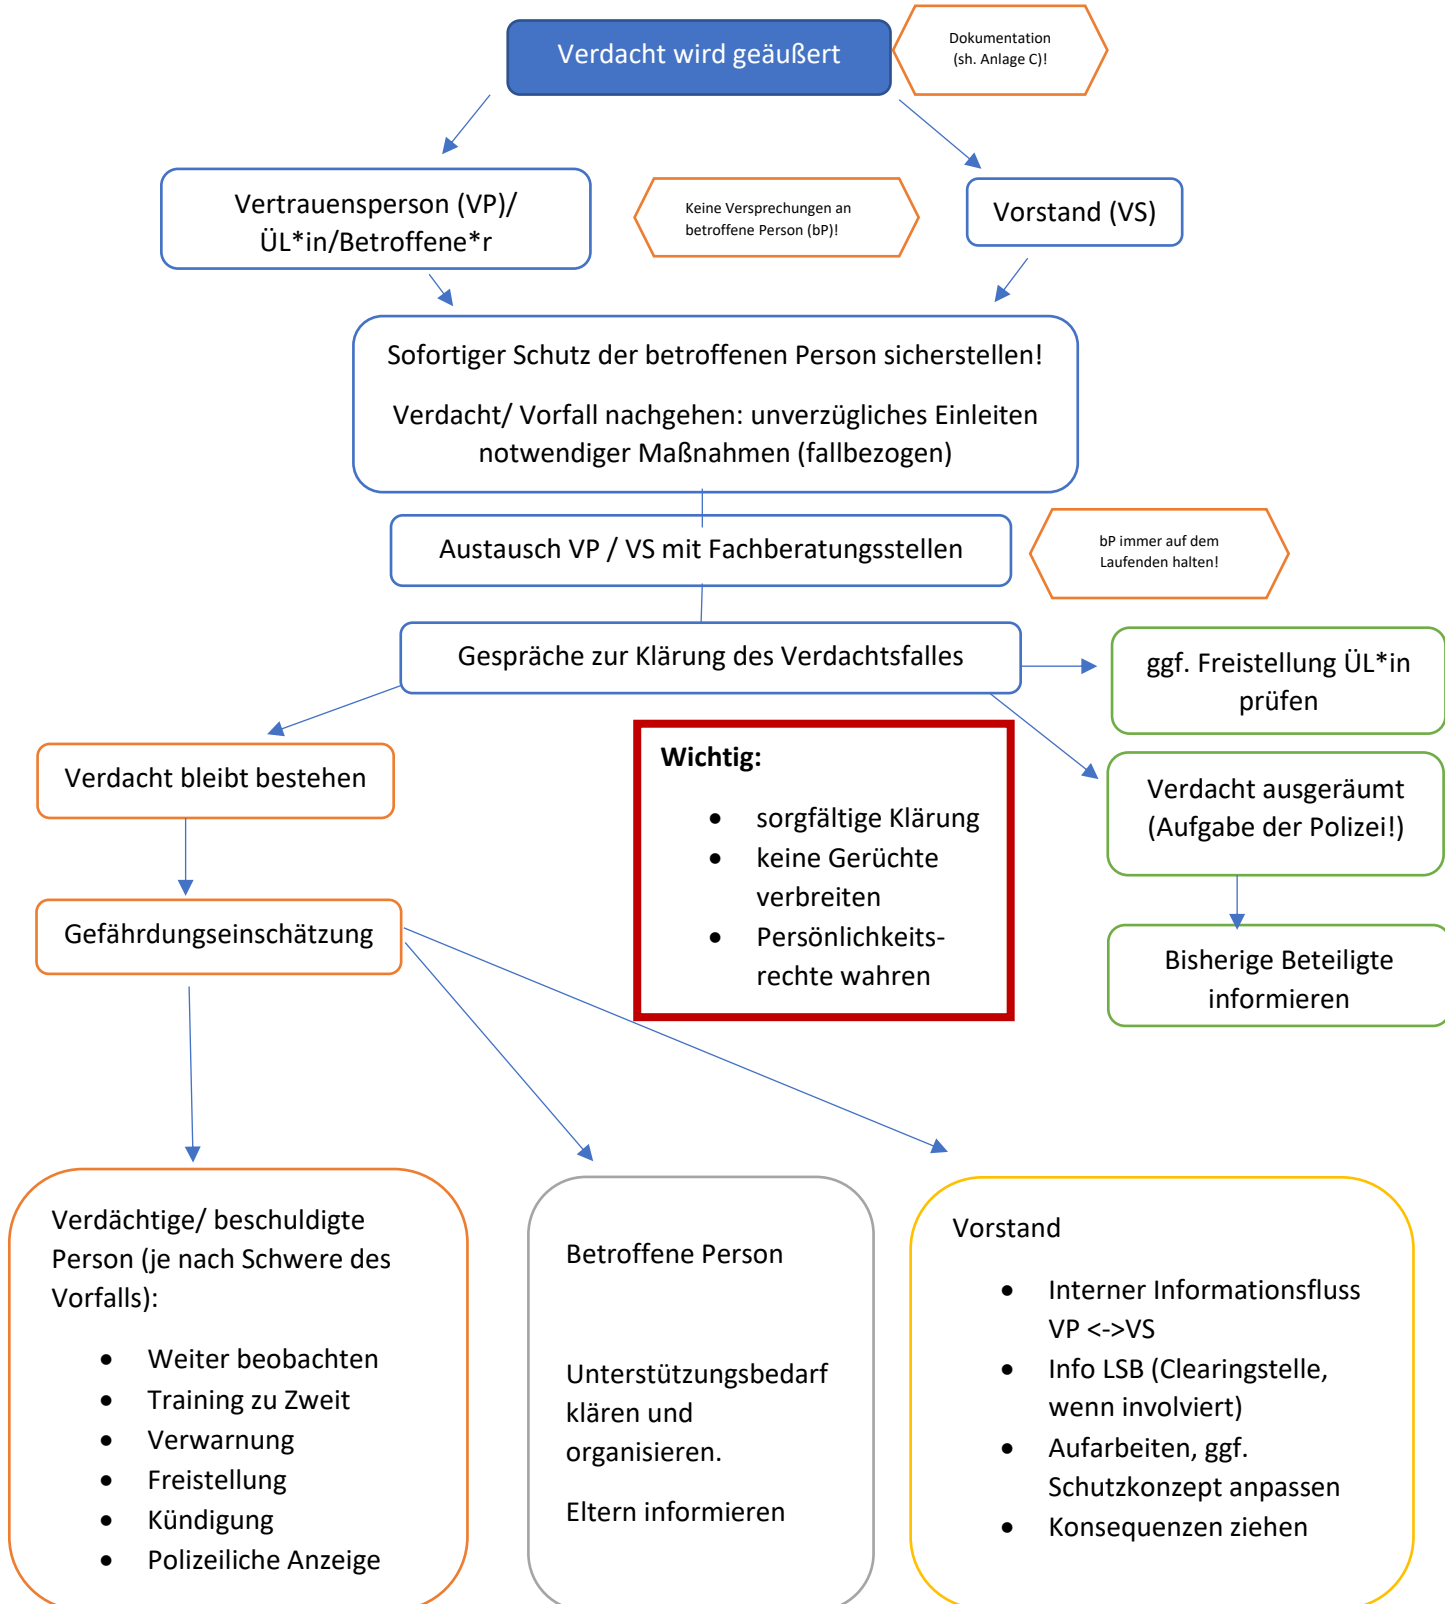 Verdacht wird geäußert
Dokumentation
(sh. Anlage C)!
Vertrauensperson (VP)/
ÜL*in/Betroffene*r
Keine Versprechungen an
betroffene Person (bP)!
Vorstand (VS)
Sofortiger Schutz der betroffenen Person sicherstellen!
Verdacht/ Vorfall nachgehen: unverzügliches Einleiten
notwendiger Maßnahmen (fallbezogen)
Austausch VP / VS mit Fachberatungsstellen
bP immer auf dem
Laufenden halten!
Gespräche zur Klärung des Verdachtsfalles
ggf. Freistellung ÜL*in
prüfen
Verdacht bleibt bestehen
Wichtig:
• sorgfältige Klärung
• keine Gerüchte
verbreiten
• Persönlichkeits-
rechte wahren
Verdacht ausgeräumt
(Aufgabe der Polizei!)
Gefährdungseinschätzung
Bisherige Beteiligte
informieren
Verdächtige/ beschuldigte
Person (je nach Schwere des
Vorfalls):
• Weiter beobachten
• Training zu Zweit
• Verwarnung
• Freistellung
• Kündigung
• Polizeiliche Anzeige
Betroffene Person
Unterstützungsbedarf
klären und
organisieren.
Eltern informieren
Vorstand
• Interner Informationsfluss
VP <->VS
• Info LSB (Clearingstelle,
wenn involviert)
• Aufarbeiten, ggf.
Schutzkonzept anpassen
• Konsequenzen ziehen